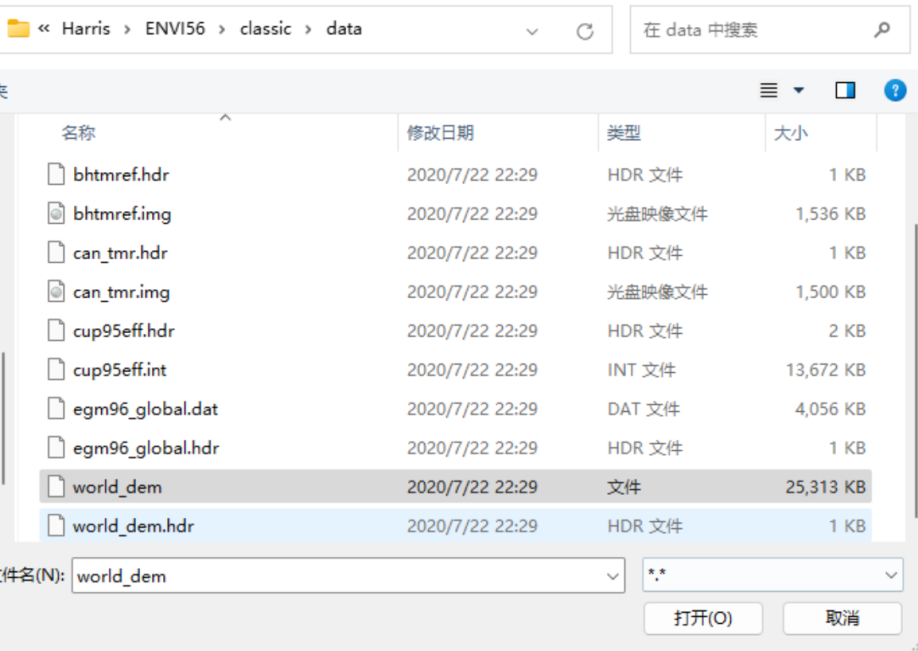 « Harris › ENVI56 › classic › data
在 data 中搜索
夹
名称 修改日期 类型 大小
bhtmref.hdr 2020/7/22 22:29 HDR 文件 1 KB
bhtmref.img 2020/7/22 22:29 光盘映像文件 1,536 KB
can_tmr.hdr 2020/7/22 22:29 HDR 文件 1 KB
can_tmr.img 2020/7/22 22:29 光盘映像文件 1,500 KB
cup95eff.hdr 2020/7/22 22:29 HDR 文件 2 KB
cup95eff.int 2020/7/22 22:29 INT 文件 13,672 KB
egm96_global.dat 2020/7/22 22:29 DAT 文件 4,056 KB
egm96_global.hdr 2020/7/22 22:29 HDR 文件 1 KB
world_dem 2020/7/22 22:29 文件 25,313 KB
world_dem.hdr 2020/7/22 22:29 HDR 文件 1 KB
件名(N): world_dem *.*
打开(O) 取消